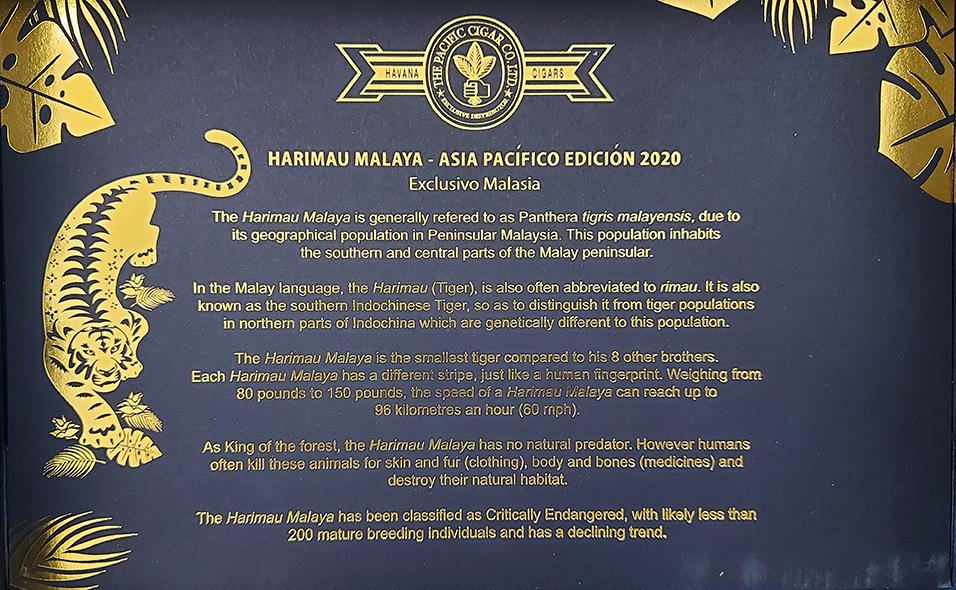 THE PACIFIC CIGAR CO. LTD.
HAVANA CIGARS
★ EXCLUSIVE DISTRIBUTOR ★
HARIMAU MALAYA - ASIA PACÍFICO EDICIÓN 2020
Exclusivo Malasia
The Harimau Malaya is generally refered to as Panthera tigris malayensis, due to
its geographical population in Peninsular Malaysia. This population inhabits
the southern and central parts of the Malay peninsular.
In the Malay language, the Harimau (Tiger), is also often abbreviated to rimau. It is also
known as the southern Indochinese Tiger, so as to distinguish it from tiger populations
in northern parts of Indochina which are genetically different to this population.
The Harimau Malaya is the smallest tiger compared to his 8 other brothers.
Each Harimau Malaya has a different stripe, just like a human fingerprint. Weighing from
80 pounds to 150 pounds, the speed of a Harimau Malaya can reach up to
96 kilometres an hour (60 mph).
As King of the forest, the Harimau Malaya has no natural predator. However humans
often kill these animals for skin and fur (clothing), body and bones (medicines) and
destroy their natural habitat.
The Harimau Malaya has been classified as Critically Endangered, with likely less than
200 mature breeding individuals and has a declining trend.